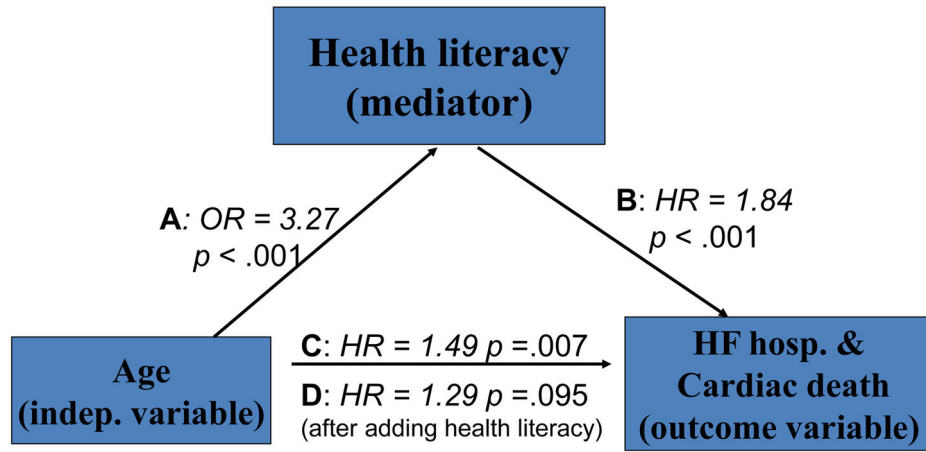 Health literacy
(mediator)
A: OR = 3.27
p < .001
B: HR = 1.84
p < .001
Age
(indep. variable)
C: HR = 1.49 p =.007
D: HR = 1.29 p =.095
(after adding health literacy)
HF hosp. &
Cardiac death
(outcome variable)